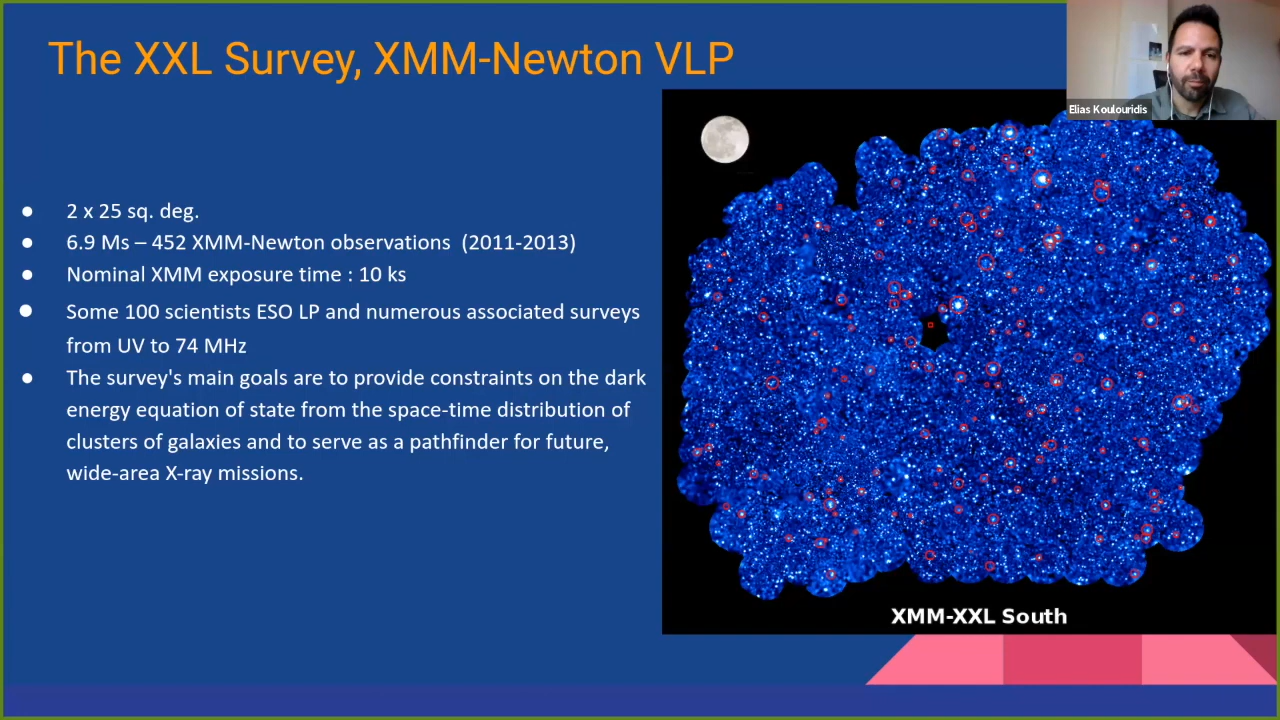 The XXL Survey, XMM-Newton VLP
Elias Koulouridis
● 2 x 25 sq. deg.
● 6.9 Ms – 452 XMM-Newton observations (2011-2013)
● Nominal XMM exposure time : 10 ks
● Some 100 scientists ESO LP and numerous associated surveys
from UV to 74 MHz
● The survey's main goals are to provide constraints on the dark
energy equation of state from the space-time distribution of
clusters of galaxies and to serve as a pathfinder for future,
wide-area X-ray missions.
XMM-XXL South